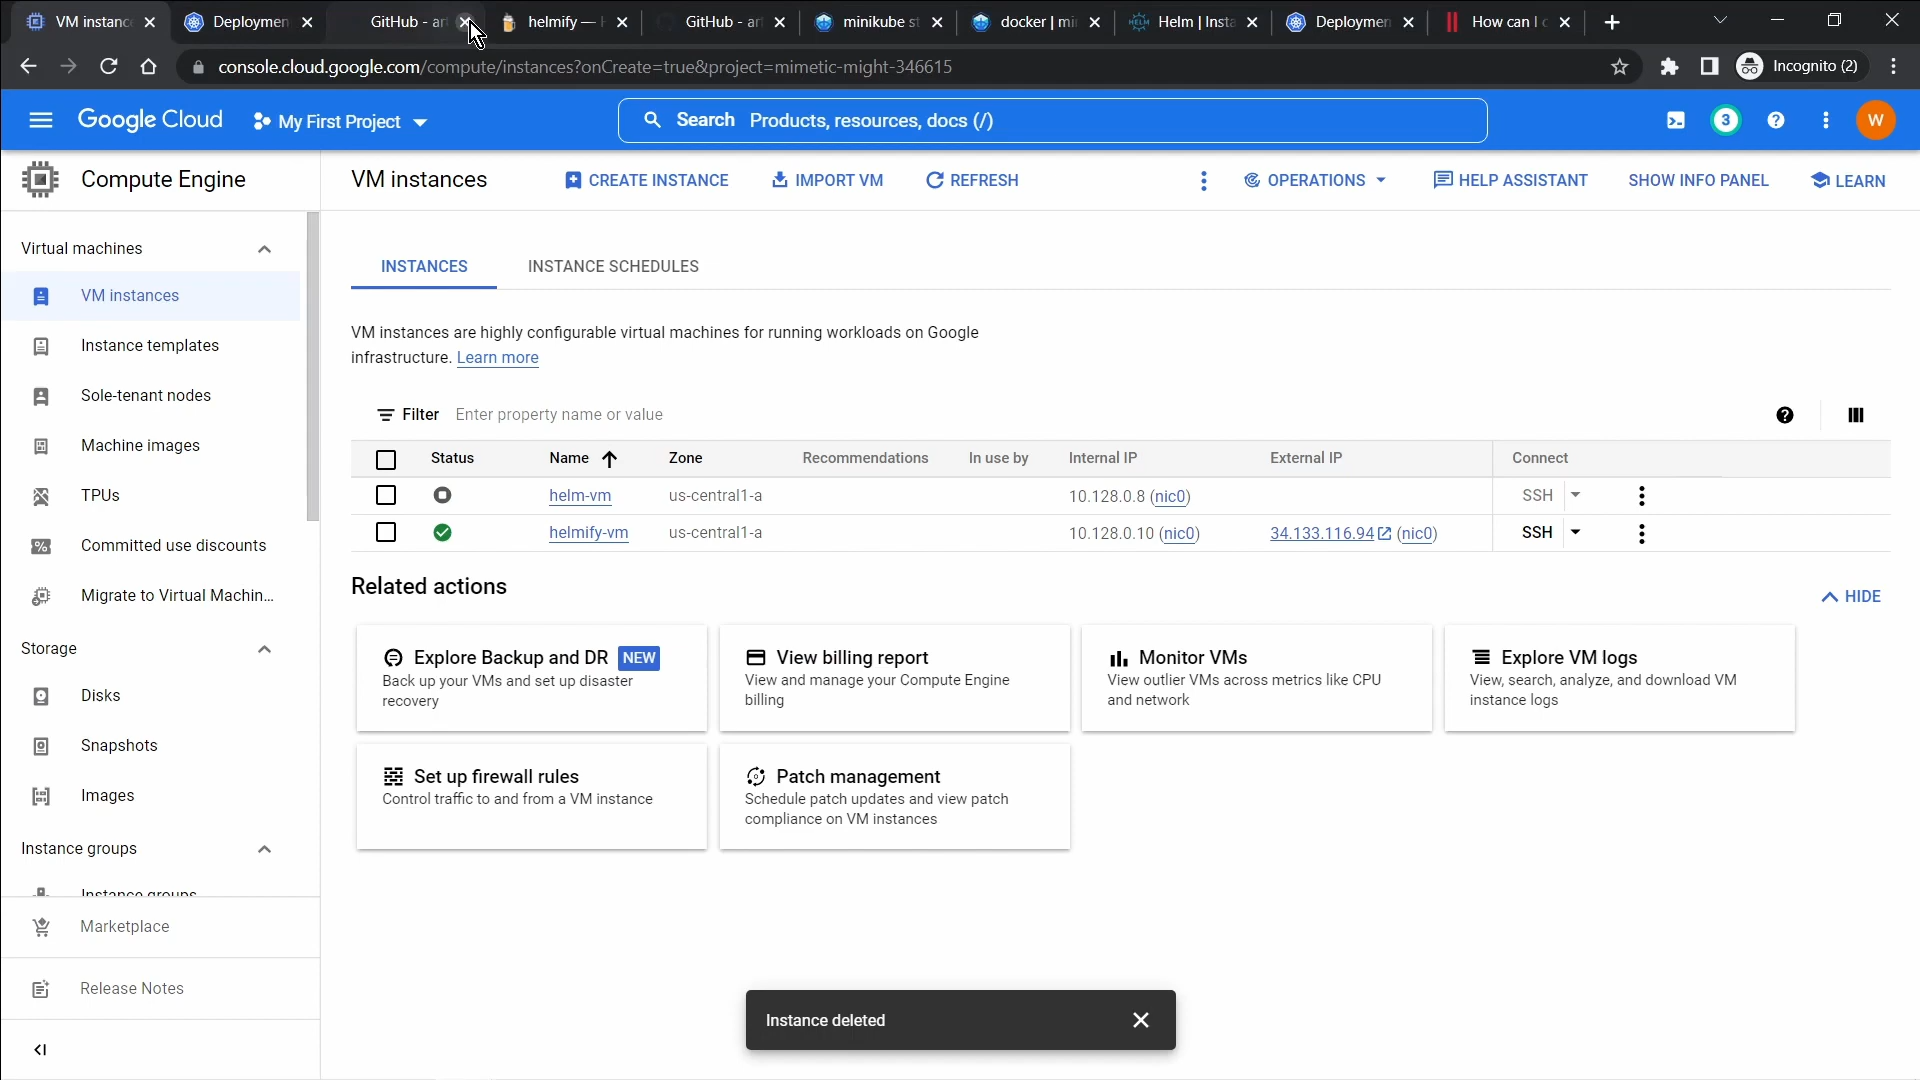 VM instanc
Deploymen
GitHub - ar
helmify —
GitHub - ar
minikube st
docker | mi
Helm | Insta
Deploymen
How can I c
console.cloud.google.com/compute/instances?onCreate=true&project=mimetic-might-346615
Incognito (2)
Google Cloud
My First Project
Search Products, resources, docs (/)
3
W
Compute Engine
VM instances
CREATE INSTANCE
IMPORT VM
REFRESH
OPERATIONS
HELP ASSISTANT
SHOW INFO PANEL
LEARN
Virtual machines
VM instances
Instance templates
Sole-tenant nodes
Machine images
TPUs
Committed use discounts
Migrate to Virtual Machin...
Storage
Disks
Snapshots
Images
Instance groups
Instance groups
Marketplace
Release Notes
INSTANCES
INSTANCE SCHEDULES
VM instances are highly configurable virtual machines for running workloads on Google
infrastructure. Learn more
Filter Enter property name or value
Status Name Zone Recommendations In use by Internal IP External IP Connect
helm-vm us-central1-a 10.128.0.8 (nic0) SSH
helmify-vm us-central1-a 10.128.0.10 (nic0) 34.133.116.94 (nic0) SSH
Related actions
HIDE
Explore Backup and DR NEW
Back up your VMs and set up disaster
recovery
View billing report
View and manage your Compute Engine
billing
Monitor VMs
View outlier VMs across metrics like CPU
and network
Explore VM logs
View, search, analyze, and download VM
instance logs
Set up firewall rules
Control traffic to and from a VM instance
Patch management
Schedule patch updates and view patch
compliance on VM instances
Instance deleted